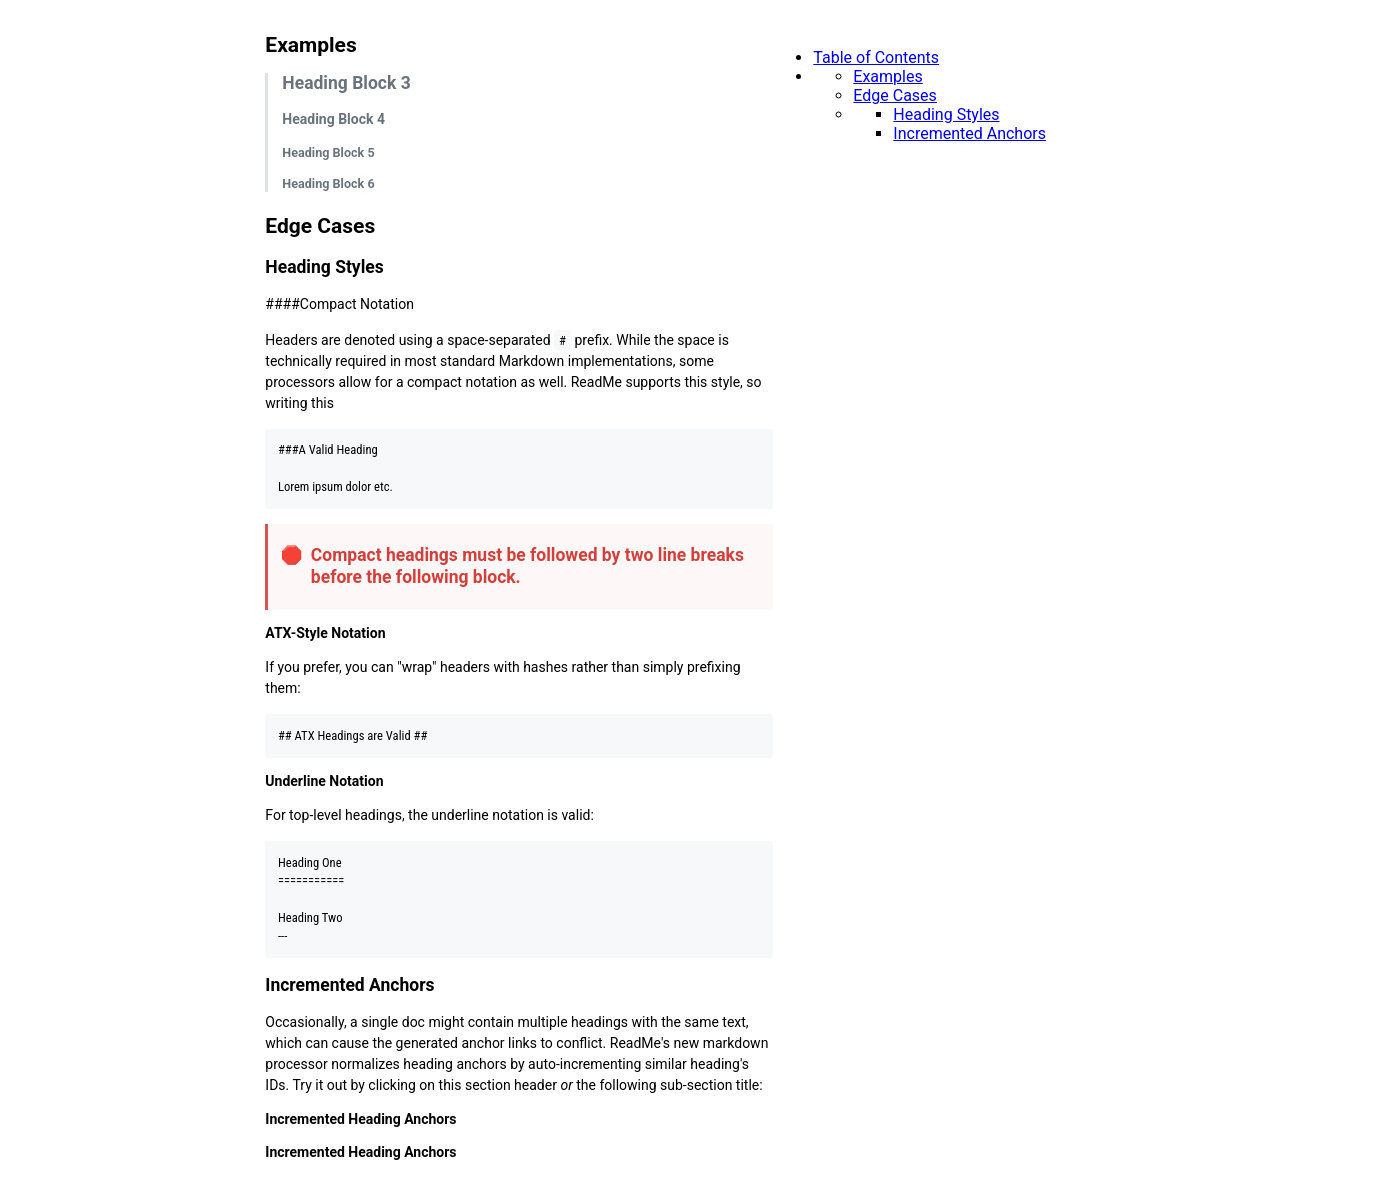 Examples
Heading Block 3
Heading Block 4
Heading Block 5
Heading Block 6
Edge Cases
Heading Styles
####Compact Notation
Headers are denoted using a space-separated # prefix. While the space is
technically required in most standard Markdown implementations, some
processors allow for a compact notation as well. ReadMe supports this style, so
writing this
###A Valid Heading
Lorem ipsum dolor etc.
Compact headings must be followed by two line breaks
before the following block.
ATX-Style Notation
If you prefer, you can "wrap" headers with hashes rather than simply prefixing
them:
## ATX Headings are Valid ##
Underline Notation
For top-level headings, the underline notation is valid:
Heading One
===========
Heading Two
---
Incremented Anchors
Occasionally, a single doc might contain multiple headings with the same text,
which can cause the generated anchor links to conflict. ReadMe's new markdown
processor normalizes heading anchors by auto-incrementing similar heading's
IDs. Try it out by clicking on this section header or the following sub-section title:
Incremented Heading Anchors
Incremented Heading Anchors
Table of Contents
Examples
Edge Cases
Heading Styles
Incremented Anchors